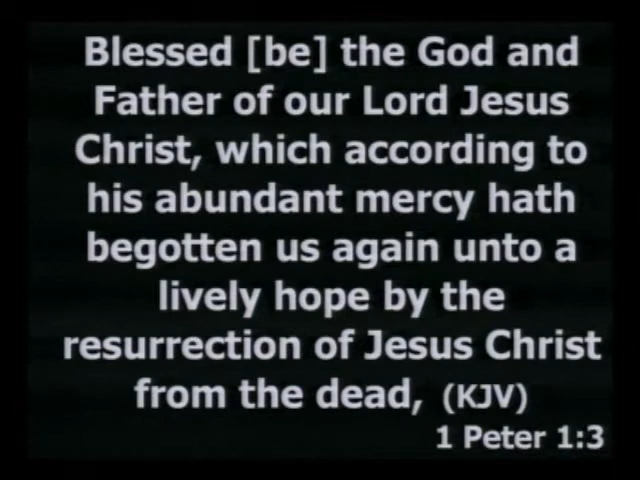 Blessed [be] the God and
Father of our Lord Jesus
Christ, which according to
his abundant mercy hath
begotten us again unto a
lively hope by the
resurrection of Jesus Christ
from the dead, (KJV)
1 Peter 1:3